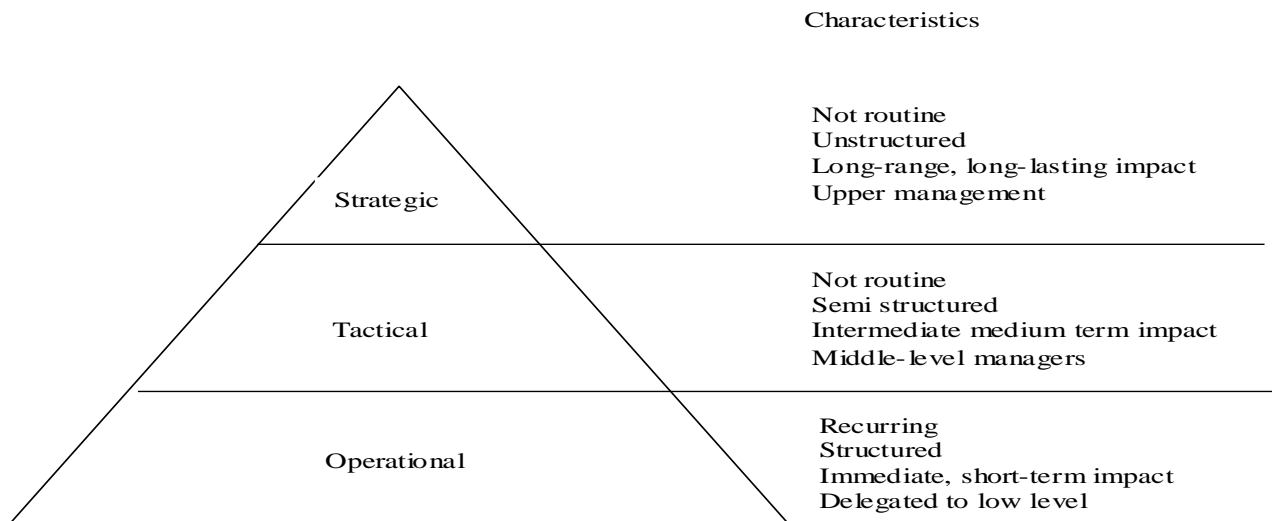 Characteristics
Not routine
Unstructured
Long-range, long-lasting impact
Upper management
Strategic
Not routine
Semi structured
Intermediate medium term impact
Middle-level managers
Tactical
Recurring
Structured
Immediate, short-term impact
Delegated to low level
Operational